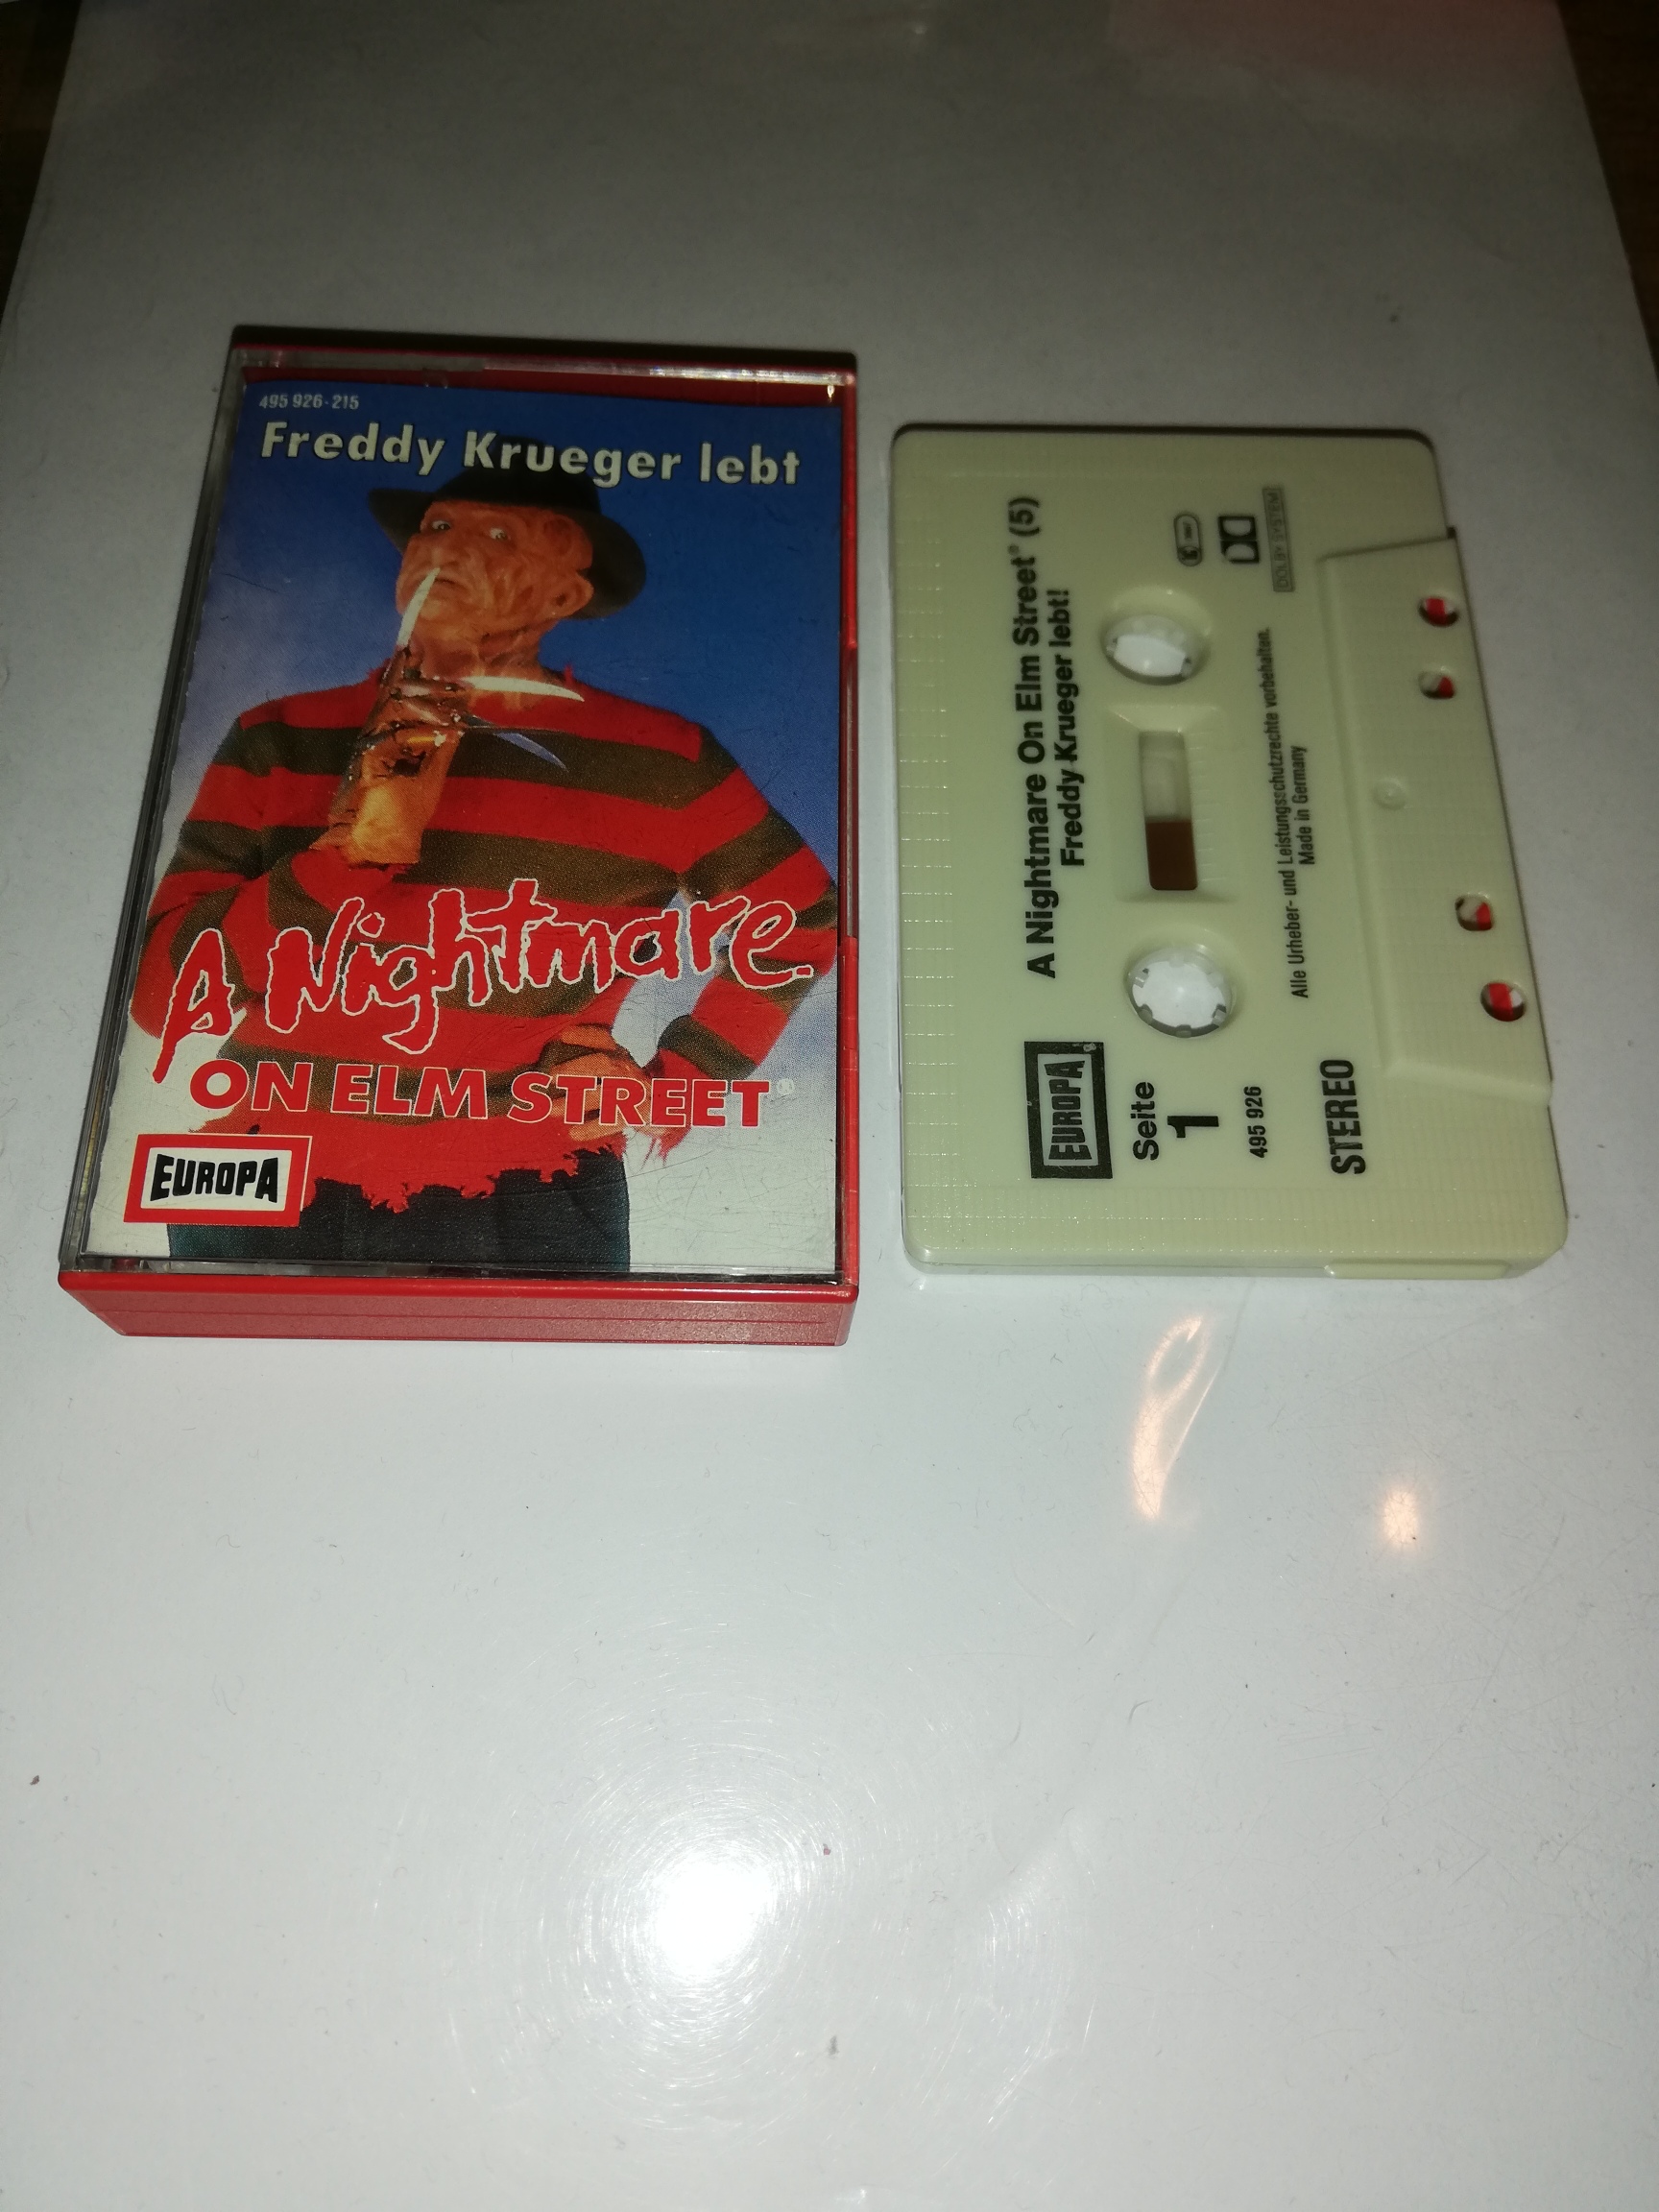 495 926-215
Freddy Krueger lebt
A Nightmare
ON ELM STREET®
EUROPA
A Nightmare On Elm Street® (5)
Freddy Krueger lebt!
EUROPA®
Seite
1
495 926
STEREO
DOLBY SYSTEM
Alle Urheber- und Leistungsschutzrechte vorbehalten.
Made in Germany